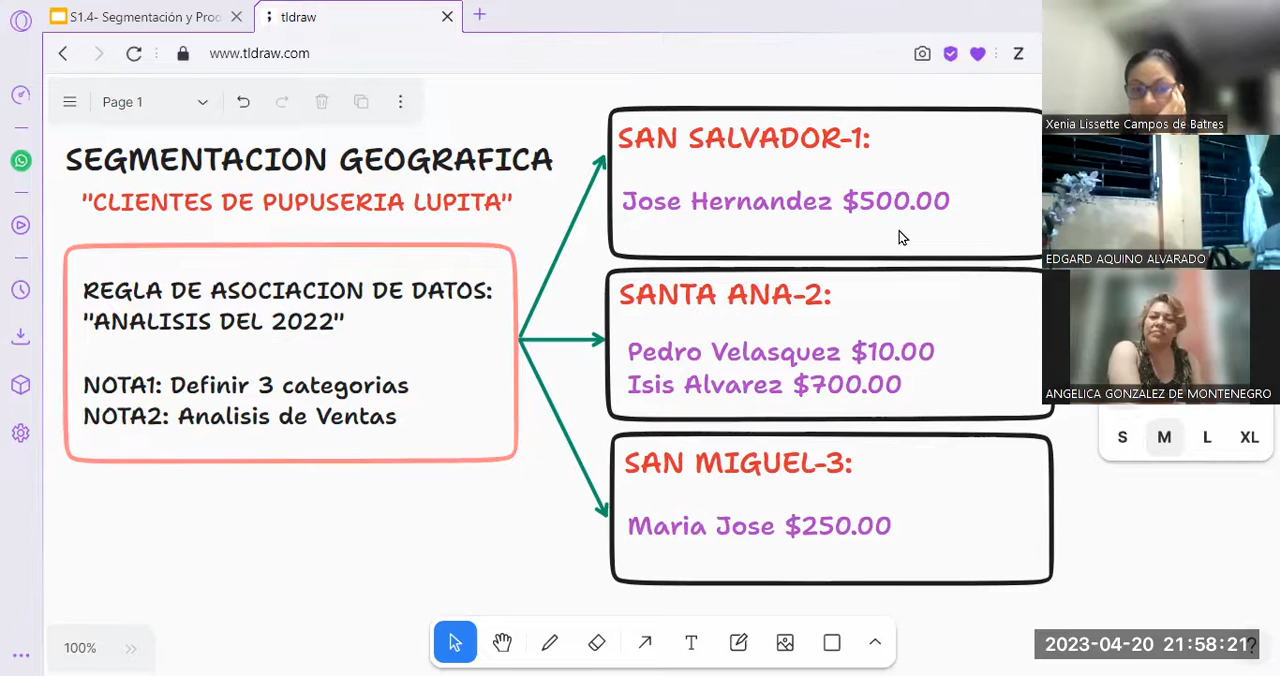 S1.4- Segmentación y Proc
tldraw
www.tldraw.com
Z
Page 1
SEGMENTACION GEOGRAFICA
"CLIENTES DE PUPUSERIA LUPITA"
REGLA DE ASOCIACION DE DATOS:
"ANALISIS DEL 2022"
NOTA1: Definir 3 categorias
NOTA2: Analisis de Ventas
SAN SALVADOR-1:
Jose Hernandez $500.00
SANTA ANA-2:
Pedro Velasquez $10.00
Isis Alvarez $700.00
SAN MIGUEL-3:
Maria Jose $250.00
Xenia Lissette Campos de Batres
EDGARD AQUINO ALVARADO
ANGELICA GONZALEZ DE MONTENEGRO
S M L XL
100%
T
2023-04-20 21:58:21
?